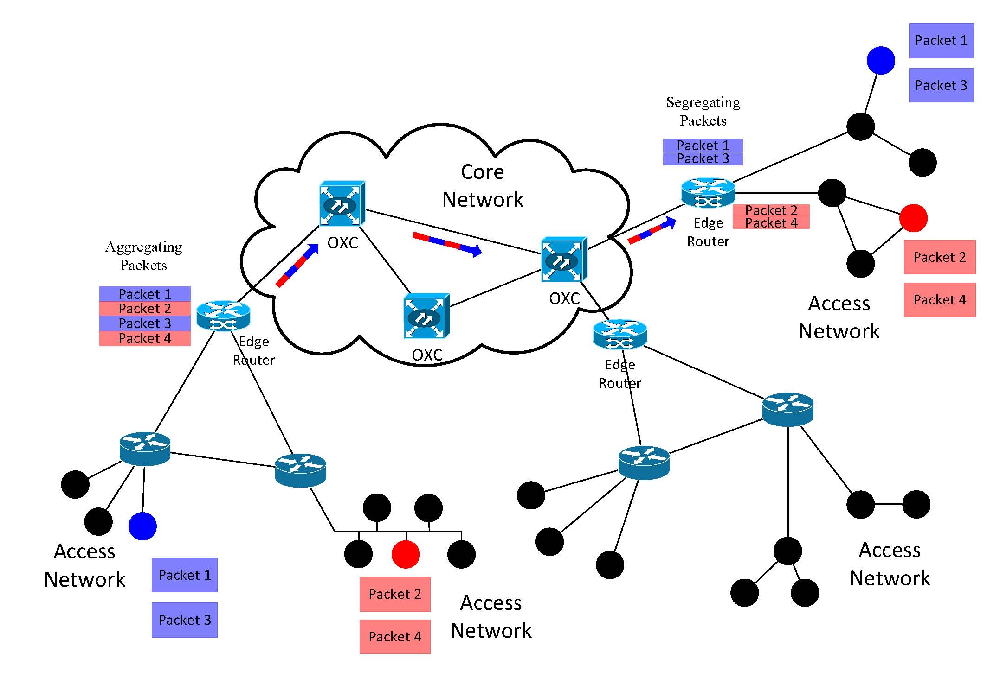 Packet 1
Packet 3
Segregating
Packets
Packet 1
Packet 3
Core
Network
Edge
Router
Packet 2
Packet 4
Packet 2
Packet 4
Access
Network
OXC
OXC
OXC
Aggregating
Packets
Packet 1
Packet 2
Packet 3
Packet 4
Edge
Router
Edge
Router
Access
Network
Packet 1
Packet 3
Packet 2
Packet 4
Access
Network
Access
Network